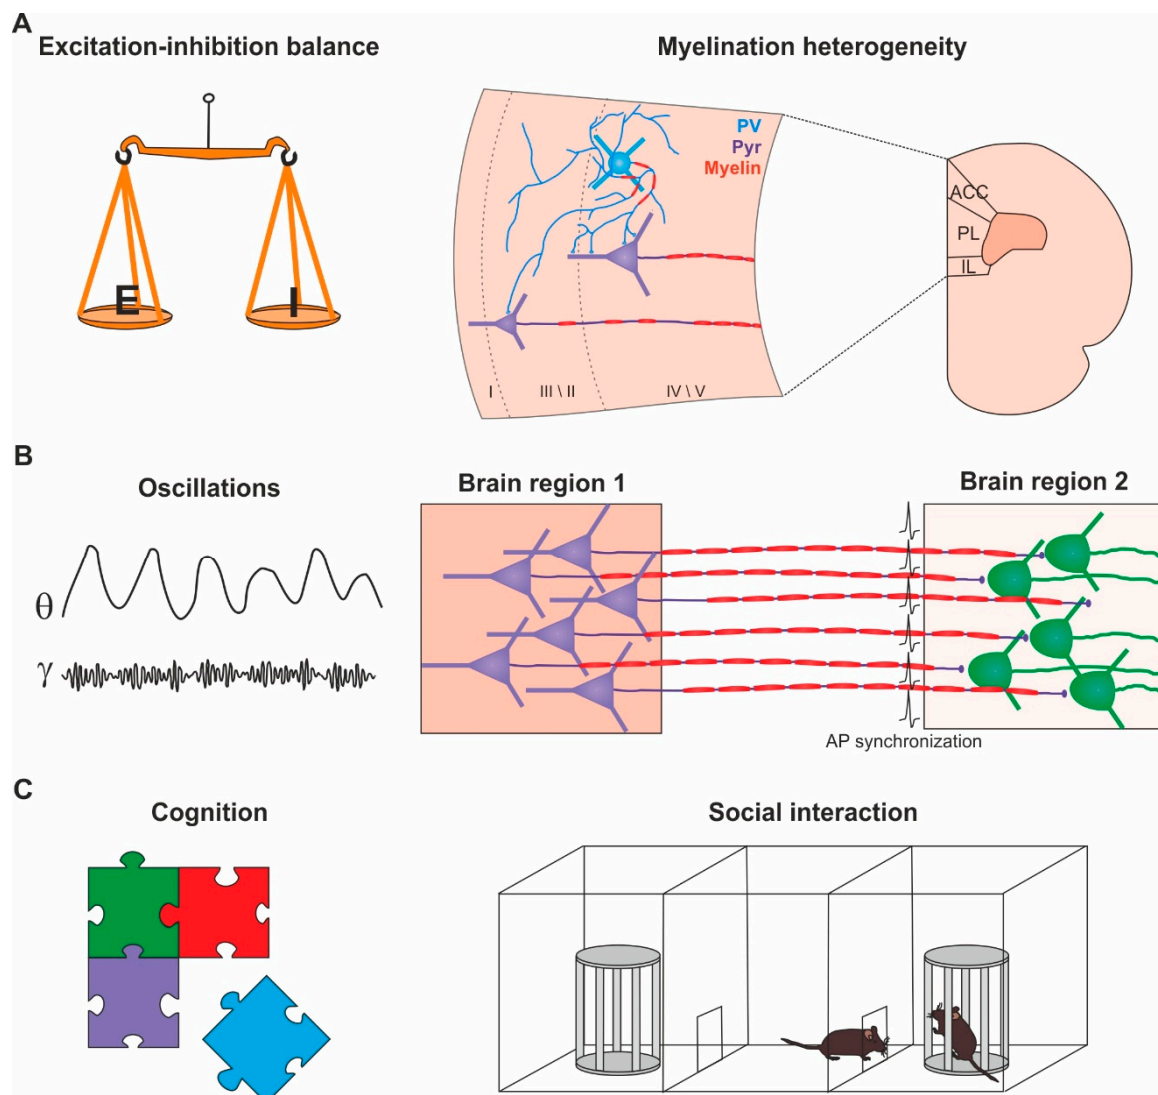 A
Excitation-inhibition balance
Myelination heterogeneity
E
I
PV
Pyr
Myelin
I
III \ II
IV \ V
ACC
PL
IL
B
Oscillations
θ
γ
Brain region 1
Brain region 2
AP synchronization
C
Cognition
Social interaction